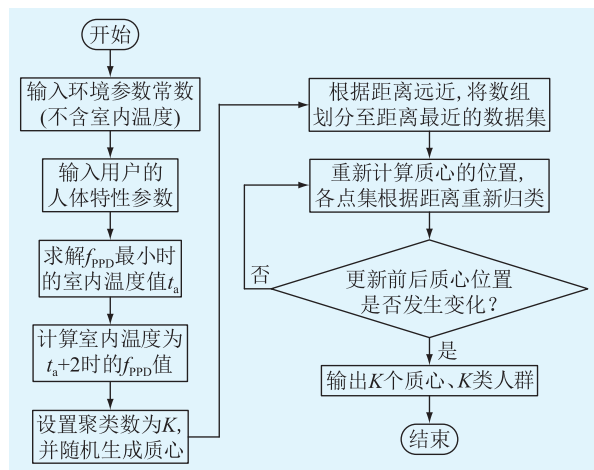 开始
输入环境参数常数
(不含室内温度)
输入用户的
人体特性参数
求解fPPD最小时
的室内温度值ta
计算室内温度为
ta+2时的fPPD值
设置聚类数为K,
并随机生成质心
根据距离远近,将数组
划分至距离最近的数据集
重新计算质心的位置,
各点集根据距离重新归类
否
更新前后质心位置
是否发生变化?
是
输出K个质心、K类人群
结束